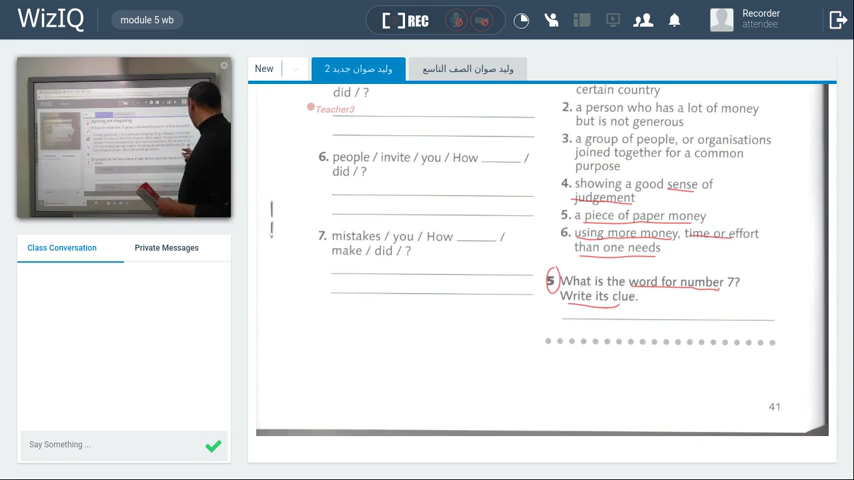 WizIQ
module 5 wb
REC
Recorder
attendee
New
وليد صوان جديد 2
وليد صوان الصف التاسع
Class Conversation
Private Messages
Say Something ...
did / ?
Teacher3
6. people / invite / you / How ______ /
did / ?
7. mistakes / you / How ______ /
make / did / ?
certain country
2. a person who has a lot of money
but is not generous
3. a group of people, or organisations
joined together for a common
purpose
4. showing a good sense of
judgement
5. a piece of paper money
6. using more money, time or effort
than one needs
5 What is the word for number 7?
Write its clue.
41